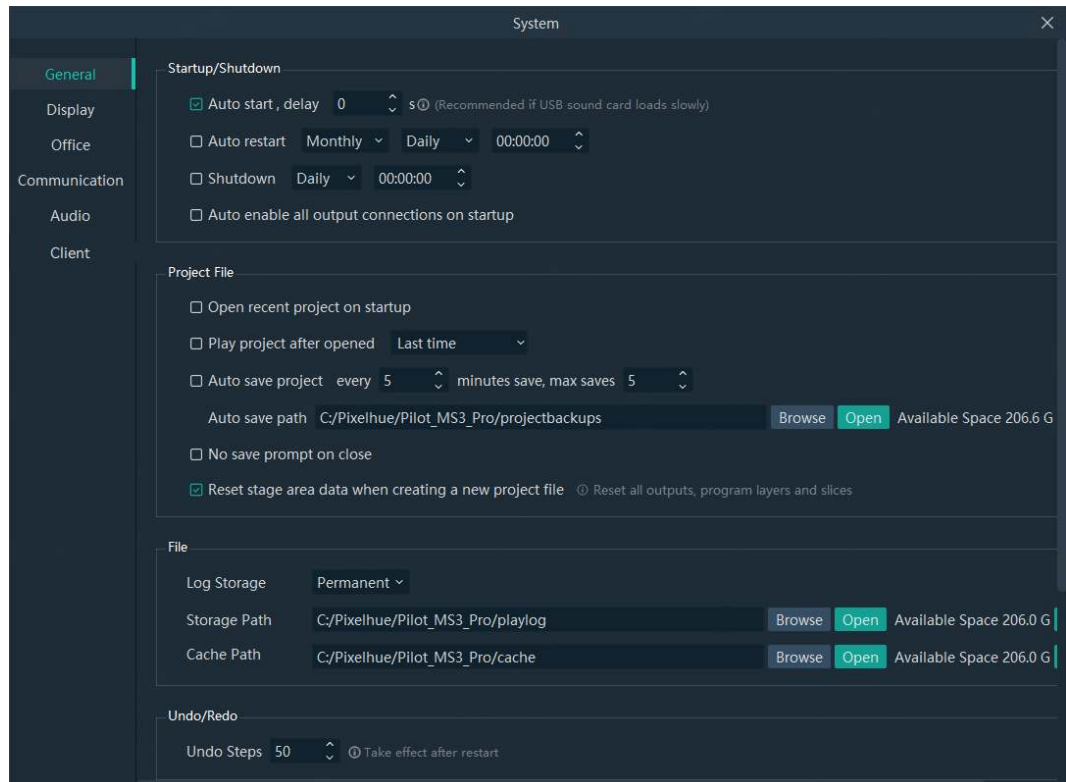 System
General
Display
Office
Communication
Audio
Client
Startup/Shutdown
Auto start , delay 0 s (Recommended if USB sound card loads slowly)
Auto restart Monthly Daily 00:00:00
Shutdown Daily 00:00:00
Auto enable all output connections on startup
Project File
Open recent project on startup
Play project after opened Last time
Auto save project every 5 minutes save, max saves 5
Auto save path C:/Pixelhue/Pilot_MS3_Pro/projectbackups Browse Open Available Space 206.6 G
No save prompt on close
Reset stage area data when creating a new project file Reset all outputs, program layers and slices
File
Log Storage Permanent
Storage Path C:/Pixelhue/Pilot_MS3_Pro/playlog Browse Open Available Space 206.0 G
Cache Path C:/Pixelhue/Pilot_MS3_Pro/cache Browse Open Available Space 206.0 G
Undo/Redo
Undo Steps 50 Take effect after restart